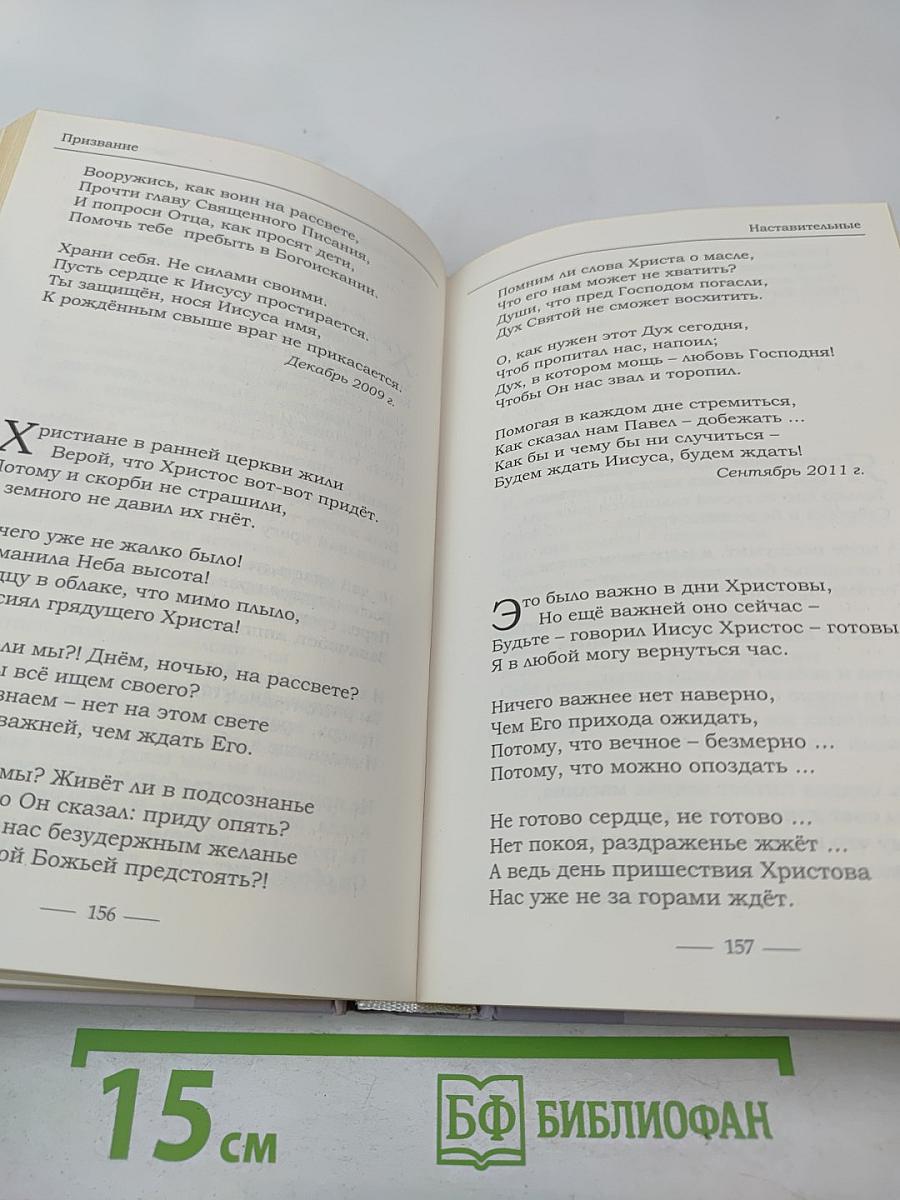 Призвание
Вооружись, как воин на рассвете,
Прочти главу Священного Писания,
И попроси Отца, как просят дети,
Помочь тебе пребыть в Богоискании.
Храни себя. Не силами своими.
Пусть сердце к Иисусу простирается.
Ты защищён, нося Иисуса имя,
К рождённым свыше враг не прикасается.
Декабрь 2009 г.
Христиане в ранней церкви жили
Верой, что Христос вот-вот придёт.
Потому и скорби не страшили,
земного не давил их гнёт.
чего уже не жалко было!
манила Неба высота!
дцу в облаке, что мимо плыло,
сиял грядущего Христа!
ли мы?! Днём, ночью, на рассвете?
ы всё ищем своего?
знаем – нет на этом свете
важней, чем ждать Его.
мы? Живёт ли в подсознанье
о Он сказал: приду опять?
нас безудержным желанье
ой Божьей предстоять?!
156
Наставительные
Помним ли слова Христа о масле,
Что его нам может не хватить?
Души, что пред Господом погасли,
Дух Святой не сможет восхитить.
О, как нужен этот Дух сегодня,
Чтоб пропитал нас, напоил;
Дух, в котором мощь – любовь Господня!
Чтобы Он нас звал и торопил.
Помогая в каждом дне стремиться,
Как сказал нам Павел – добежать ...
Как бы и чему бы ни случиться –
Будем ждать Иисуса, будем ждать!
Сентябрь 2011 г.
Это было важно в дни Христовы,
Но ещё важней оно сейчас –
Будьте – говорил Иисус Христос – готовы
Я в любой могу вернуться час.
Ничего важнее нет наверно,
Чем Его прихода ожидать,
Потому, что вечное – безмерно ...
Потому, что можно опоздать ...
Не готово сердце, не готово ...
Нет покоя, раздраженье жжёт ...
А ведь день пришествия Христова
Нас уже не за горами ждёт.
157
15 см
БФ БИБЛИОФАН